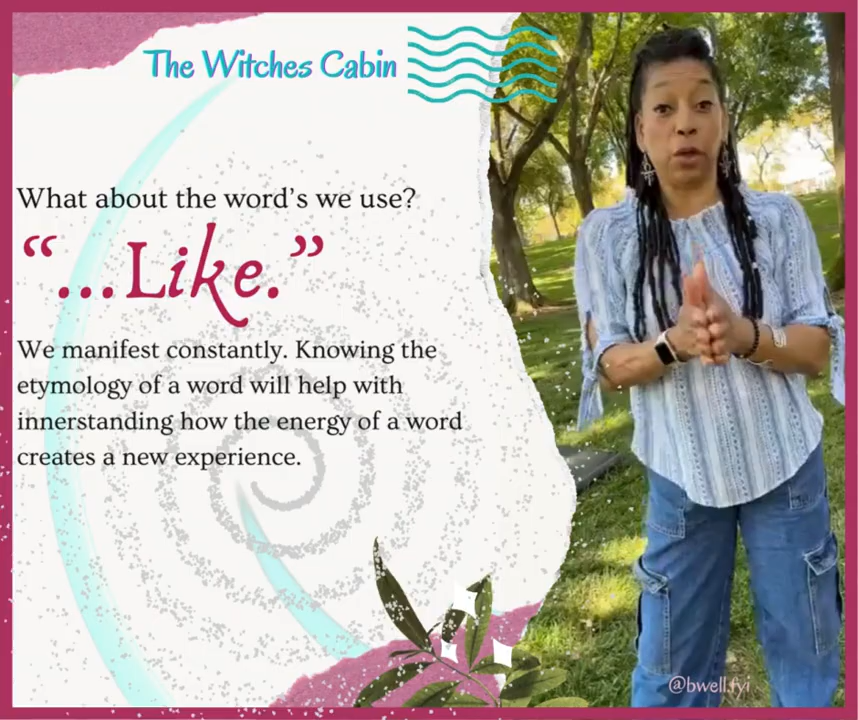 The Witches Cabin
What about the word's we use?
“...Like.”
We manifest constantly. Knowing the
etymology of a word will help with
innerstanding how the energy of a word
creates a new experience.
@bwell.fyi